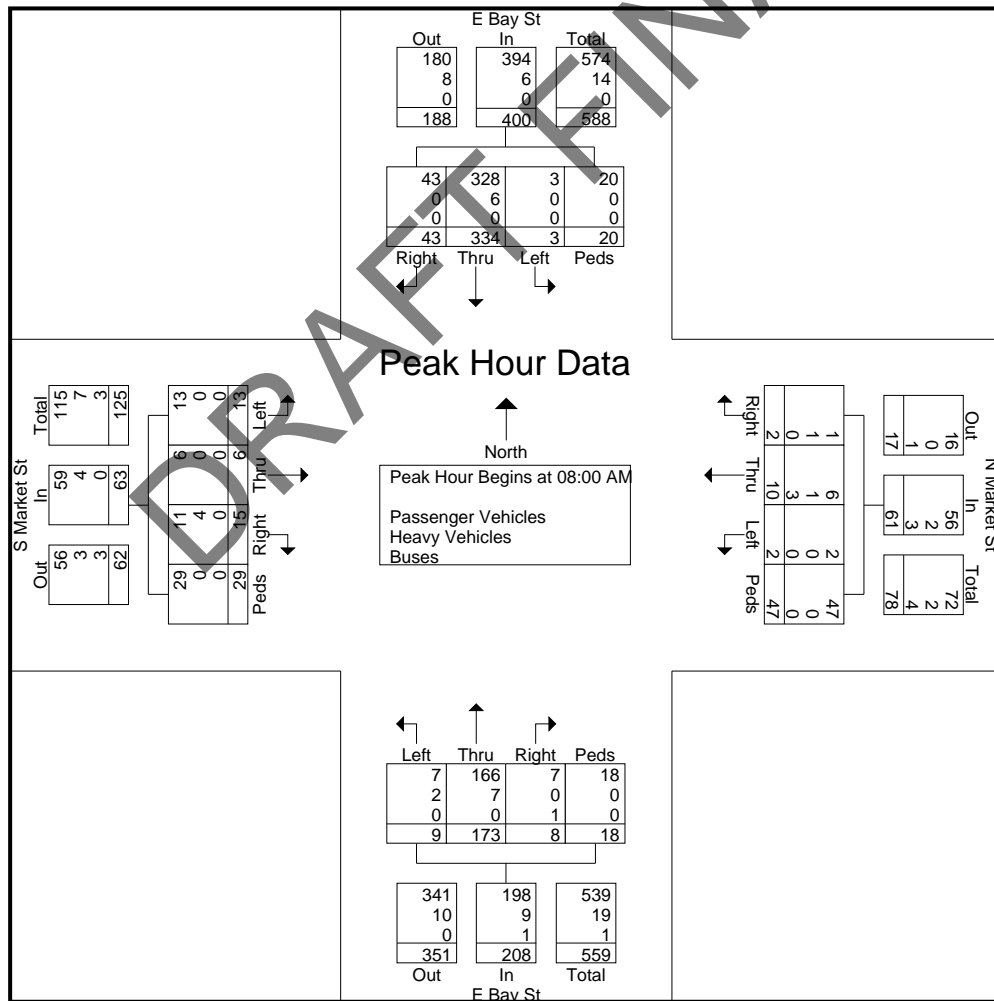 E Bay St
Out In Total
180 394 574
8 6 14
0 0 0
188 400 588
43 328 3 20
0 6 0 0
0 0 0 0
43 334 3 20
Right Thru Left Peds
Peak Hour Data
North
Peak Hour Begins at 08:00 AM
Passenger Vehicles
Heavy Vehicles
Buses
S Market St
Out In Total
56 59 115
3 4 7
3 0 3
62 63 125
29 11 6 13
0 4 0 0
0 0 0 0
29 15 6 13
Peds Right Thru Left
N Market St
Out In Total
16 56 72
0 2 2
1 3 4
17 61 78
1 6 2 47
1 1 0 0
0 3 0 0
2 10 2 47
Right Thru Left Peds
Left Thru Right Peds
7 166 7 18
2 7 0 0
0 0 1 0
9 173 8 18
341 198 539
10 9 19
0 1 1
351 208 559
Out In Total
E Bay St
DRAFT FINA